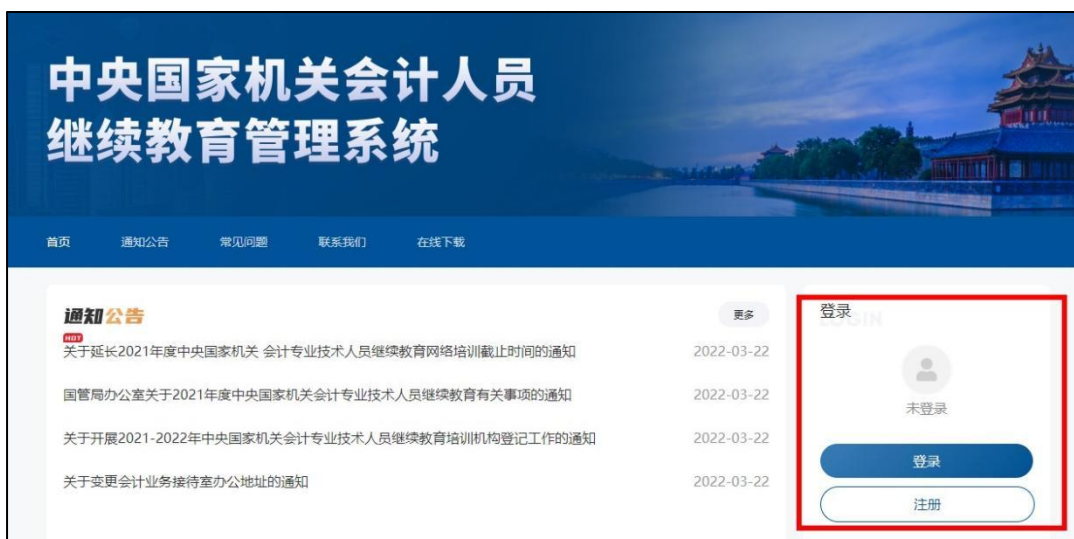 中央国家机关会计人员
继续教育管理系统
首页 通知公告 常见问题 联系我们 在线下载
通知公告
更多
HOT
关于延长2021年度中央国家机关 会计专业技术人员继续教育网络培训截止时间的通知 2022-03-22
国管局办公室关于2021年度中央国家机关会计专业技术人员继续教育有关事项的通知 2022-03-22
关于开展2021-2022年中央国家机关会计专业技术人员继续教育培训机构登记工作的通知 2022-03-22
关于变更会计业务接待室办公地址的通知 2022-03-22
登录
LOGIN
未登录
登录
注册